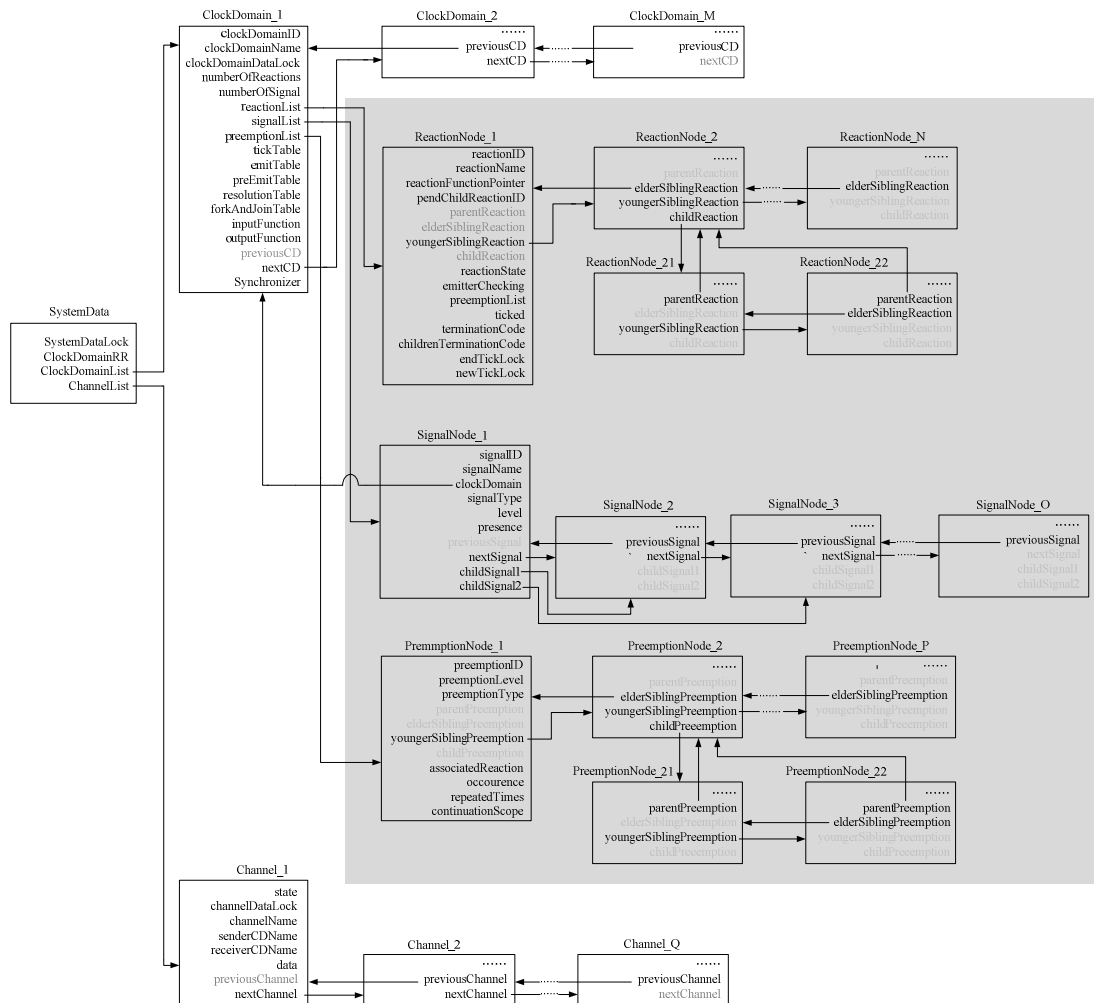 ClockDomain_1
clockDomainID
clockDomainName
clockDomainDataLock
numberOfReactions
numberOfSignal
reactionList
signalList
preemptionList
tickTable
emitTable
preEmitTable
resolutionTable
forkAndJoinTable
inputFunction
outputFunction
previousCD
nextCD
Synchronizer
ClockDomain_2
......
previousCD
nextCD
ClockDomain_M
......
previousCD
nextCD
SystemData
SystemDataLock
ClockDomainRR
ClockDomainList
ChannelList
ReactionNode_1
reactionID
reactionName
reactionFunctionPointer
pendChildReactionID
parentReaction
elderSiblingReaction
youngerSiblingReaction
childReaction
reactionState
emitterChecking
preemptionList
ticked
terminationCode
childrenTerminationCode
endTickLock
newTickLock
ReactionNode_2
......
parentReaction
elderSiblingReaction
youngerSiblingReaction
childReaction
ReactionNode_N
......
parentReaction
elderSiblingReaction
youngerSiblingReaction
childReaction
ReactionNode_21
......
parentReaction
elderSiblingReaction
youngerSiblingReaction
childReaction
ReactionNode_22
......
parentReaction
elderSiblingReaction
youngerSiblingReaction
childReaction
SignalNode_1
signalID
signalName
clockDomain
signalType
level
presence
previousSignal
nextSignal
childSignal1
childSignal2
SignalNode_2
......
previousSignal
nextSignal
childSignal1
childSignal2
SignalNode_3
......
previousSignal
nextSignal
childSignal1
childSignal2
SignalNode_O
......
previousSignal
nextSignal
childSignal1
childSignal2
PremmptionNode_1
preemptionID
preemptionLevel
preemptionType
parentPreemption
elderSiblingPreemption
youngerSiblingPreemption
childPreeemption
associatedReaction
occourence
repeatedTimes
continuationScope
PreemptionNode_2
......
parentPreemption
elderSiblingPreemption
youngerSiblingPreemption
childPreeemption
PreemptionNode_P
......
parentPreemption
elderSiblingPreemption
youngerSiblingPreemption
childPreeemption
PreemptionNode_21
......
parentPreemption
elderSiblingPreemption
youngerSiblingPreemption
childPreeemption
PreemptionNode_22
......
parentPreemption
elderSiblingPreemption
youngerSiblingPreemption
childPreeemption
Channel_1
state
channelDataLock
channelName
senderCDName
receiverCDName
data
previousChannel
nextChannel
Channel_2
......
previousChannel
nextChannel
Channel_Q
......
previousChannel
nextChannel